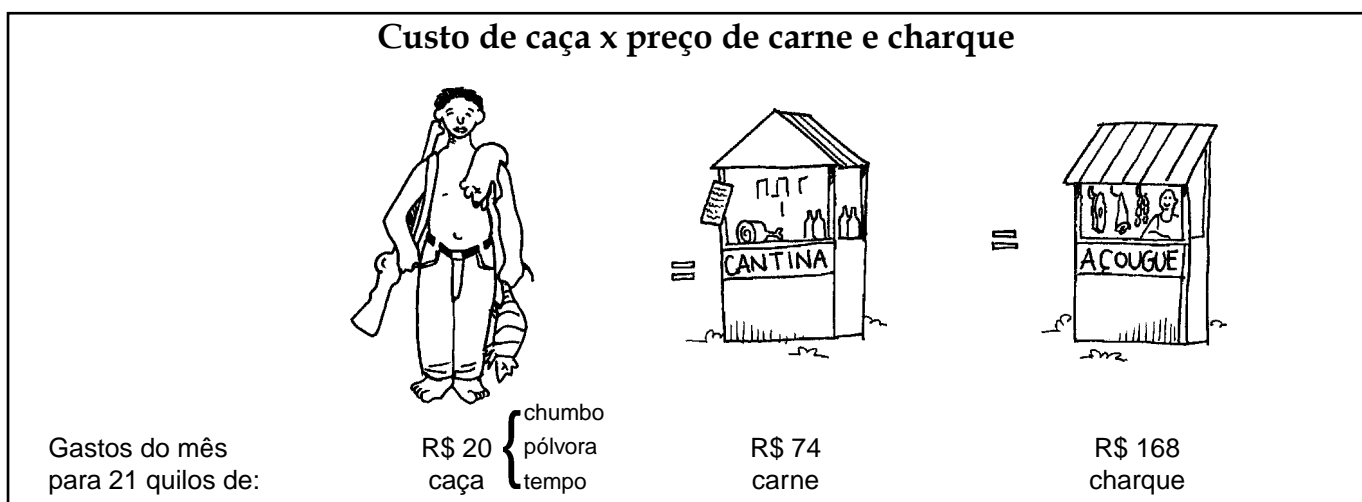 Custo de caça x preço de carne e charque
CANTINA
AÇOUGUE
Gastos do mês
para 21 quilos de:
R$ 20
caça
chumbo
pólvora
tempo
R$ 74
carne
R$ 168
charque